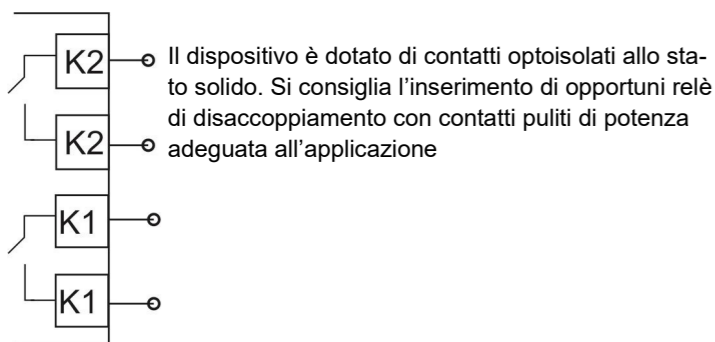 K2
Il dispositivo è dotato di contatti optoisolati allo sta-
to solido. Si consiglia l'inserimento di opportuni relè
di disaccoppiamento con contatti puliti di potenza
K2
adeguata all'applicazione
K1
K1